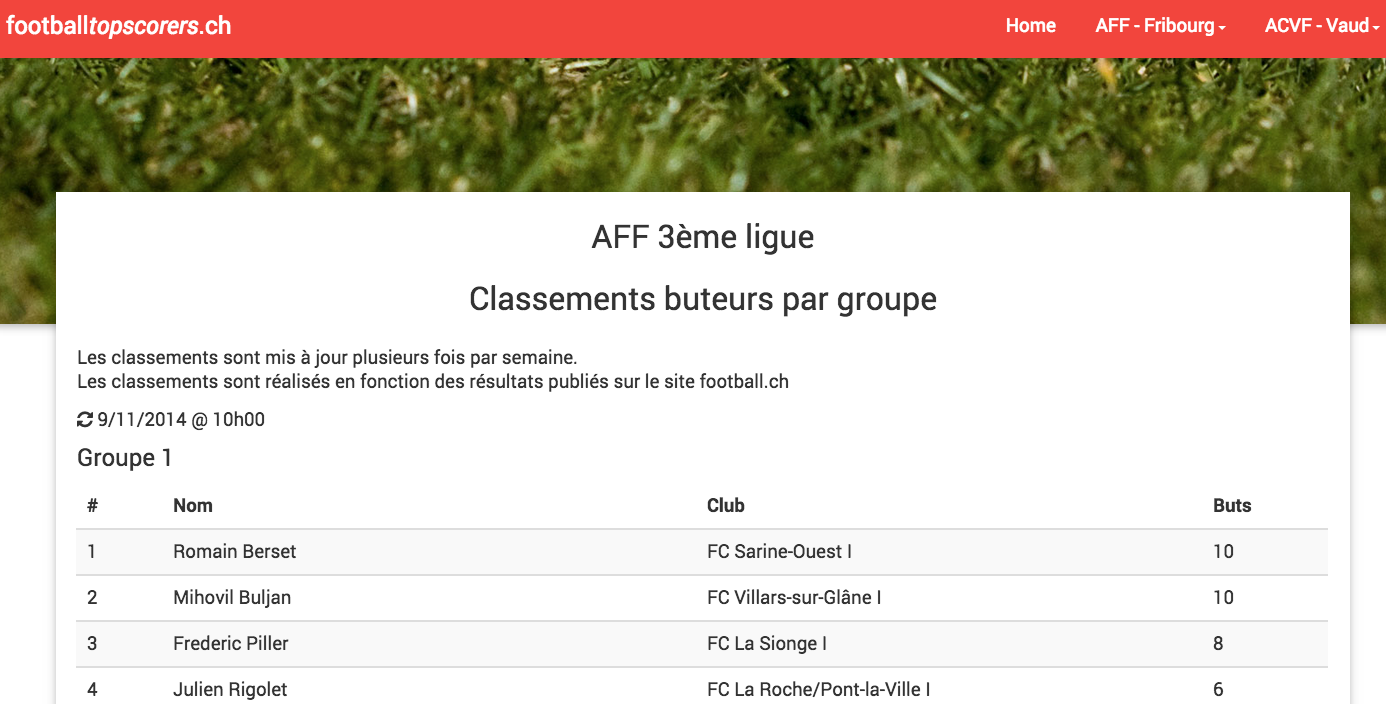 footballtopscorers.ch Home AFF - Fribourg ACVF - Vaud
AFF 3ème ligue
Classements buteurs par groupe
Les classements sont mis à jour plusieurs fois par semaine.
Les classements sont réalisés en fonction des résultats publiés sur le site football.ch
9/11/2014 @ 10h00
Groupe 1
# Nom Club Buts
1 Romain Berset FC Sarine-Ouest I 10
2 Mihovil Buljan FC Villars-sur-Glâne I 10
3 Frederic Piller FC La Sionge I 8
4 Julien Rigolet FC La Roche/Pont-la-Ville I 6